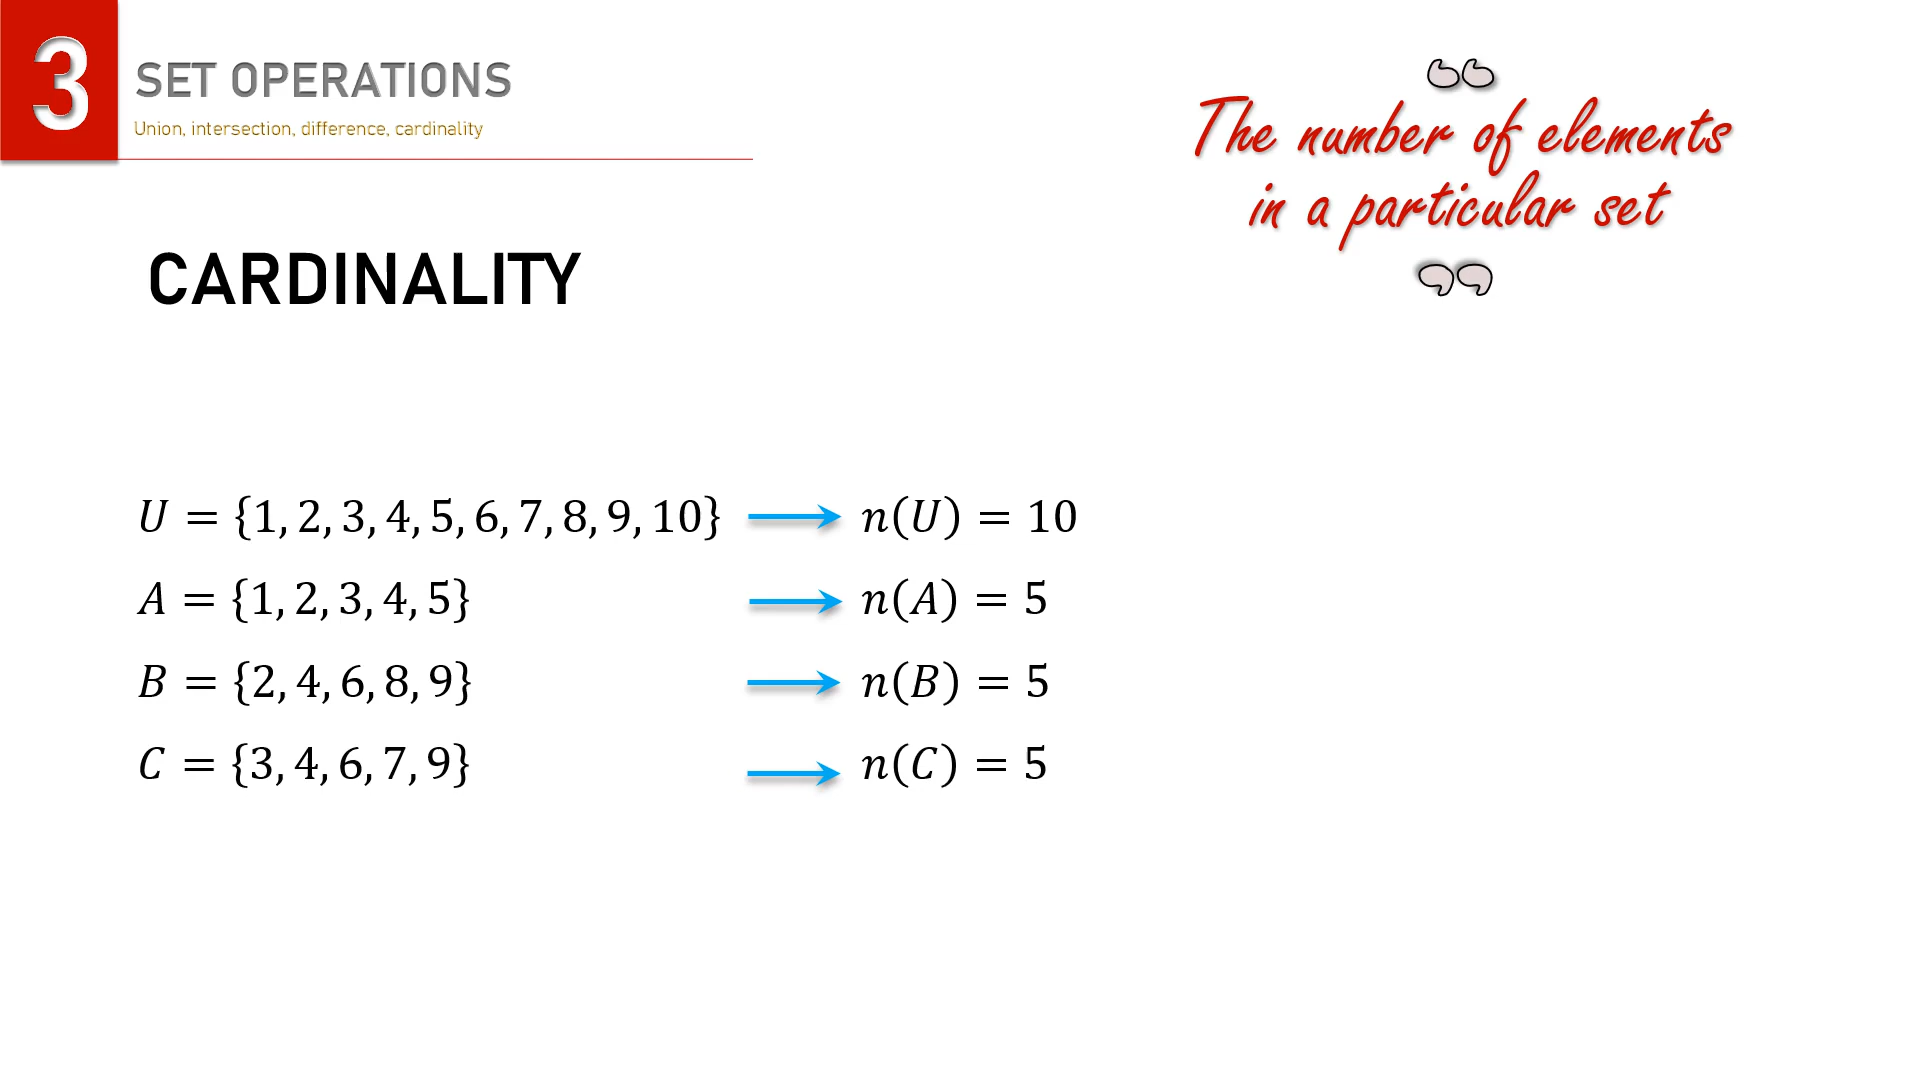 3
SET OPERATIONS
Union, intersection, difference, cardinality
“
The number of elements
in a particular set
”
CARDINALITY
U = {1, 2, 3, 4, 5, 6, 7, 8, 9, 10} → n(U) = 10
A = {1, 2, 3, 4, 5} → n(A) = 5
B = {2, 4, 6, 8, 9} → n(B) = 5
C = {3, 4, 6, 7, 9} → n(C) = 5